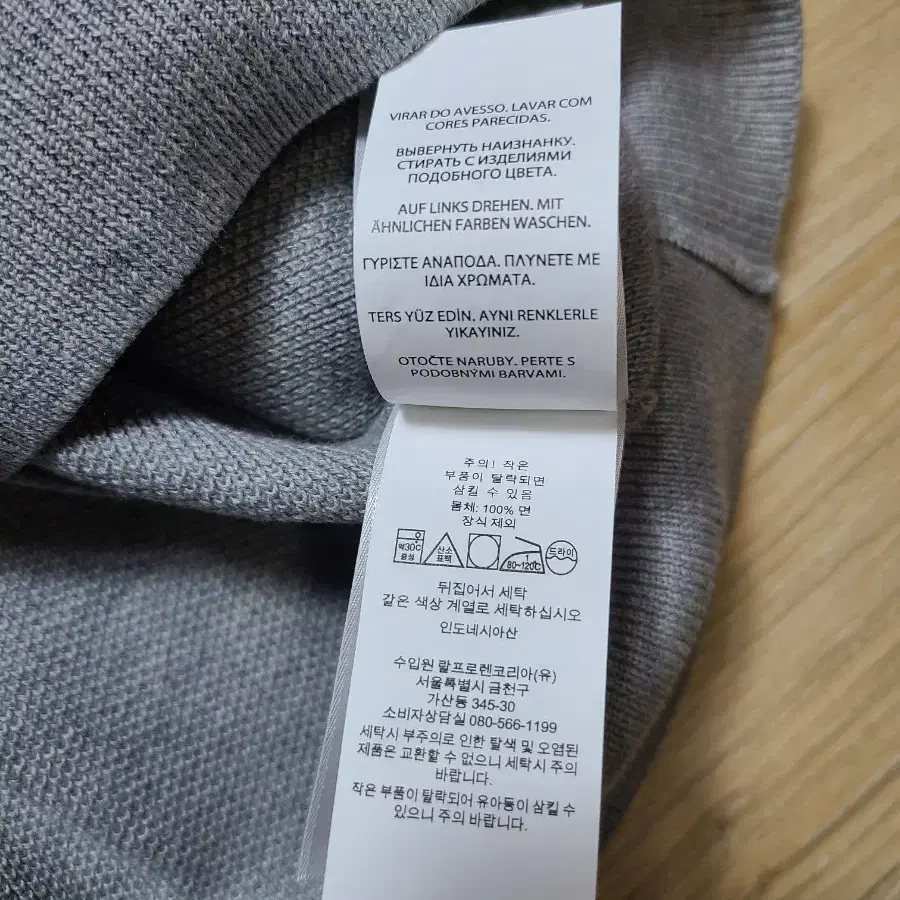 VIRAR DO AVESSO. LAVAR COM
CORES PARECIDAS.
ВЫВЕРНУТЬ НАИЗНАНКУ.
СТИРАТЬ С ИЗДЕЛИЯМИ
ПОДОБНОГО ЦВЕТА.
AUF LINKS DREHEN. MIT
ÄHNLICHEN FARBEN WASCHEN.
ΓΥΡΙΣΤΕ ΑΝΑΠΟΔΑ. ΠΛΥΝΕΤΕ ΜΕ
ΙΔΙΑ ΧΡΩΜΑΤΑ.
TERS YÜZ EDİN. AYNI RENKLERLE
YIKAYINIZ.
OTOČTE NARUBY. PERTE S
PODOBNÝMI BARVAMI.
주의! 작은
부품이 탈락되면
삼킬 수 있음
몸체: 100% 면
장식 제외
약30℃
중성
산소
표백
1
80~120℃
드라이
뒤집어서 세탁
같은 색상 계열로 세탁하십시오
인도네시아산
수입원 랄프로렌코리아(유)
서울특별시 금천구
가산동 345-30
소비자상담실 080-566-1199
세탁시 부주의로 인한 탈색 및 오염된
제품은 교환할 수 없으니 세탁시 주의
바랍니다.
작은 부품이 탈락되어 유아동이 삼킬 수
있으니 주의 바랍니다.